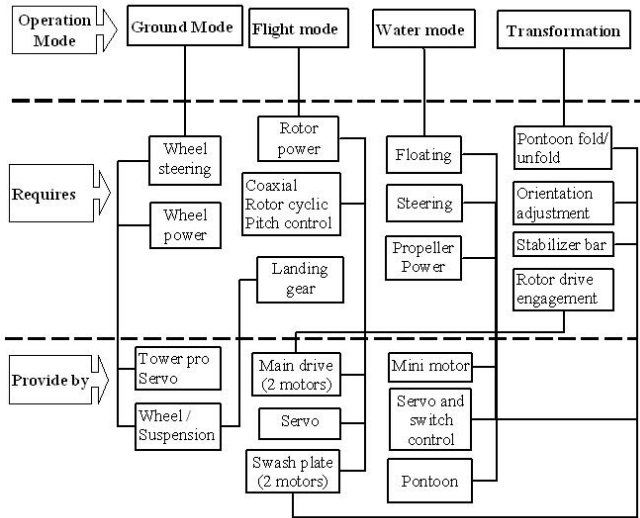 Operation
Mode
Ground Mode
Flight mode
Water mode
Transformation
Requires
Wheel
steering
Wheel
power
Rotor
power
Coaxial
Rotor cyclic
Pitch control
Landing
gear
Floating
Steering
Propeller
Power
Pontoon fold/
unfold
Orientation
adjustment
Stabilizer bar
Rotor drive
engagement
Provide by
Tower pro
Servo
Wheel /
Suspension
Main drive
(2 motors)
Servo
Swash plate
(2 motors)
Mini motor
Servo and
switch
control
Pontoon